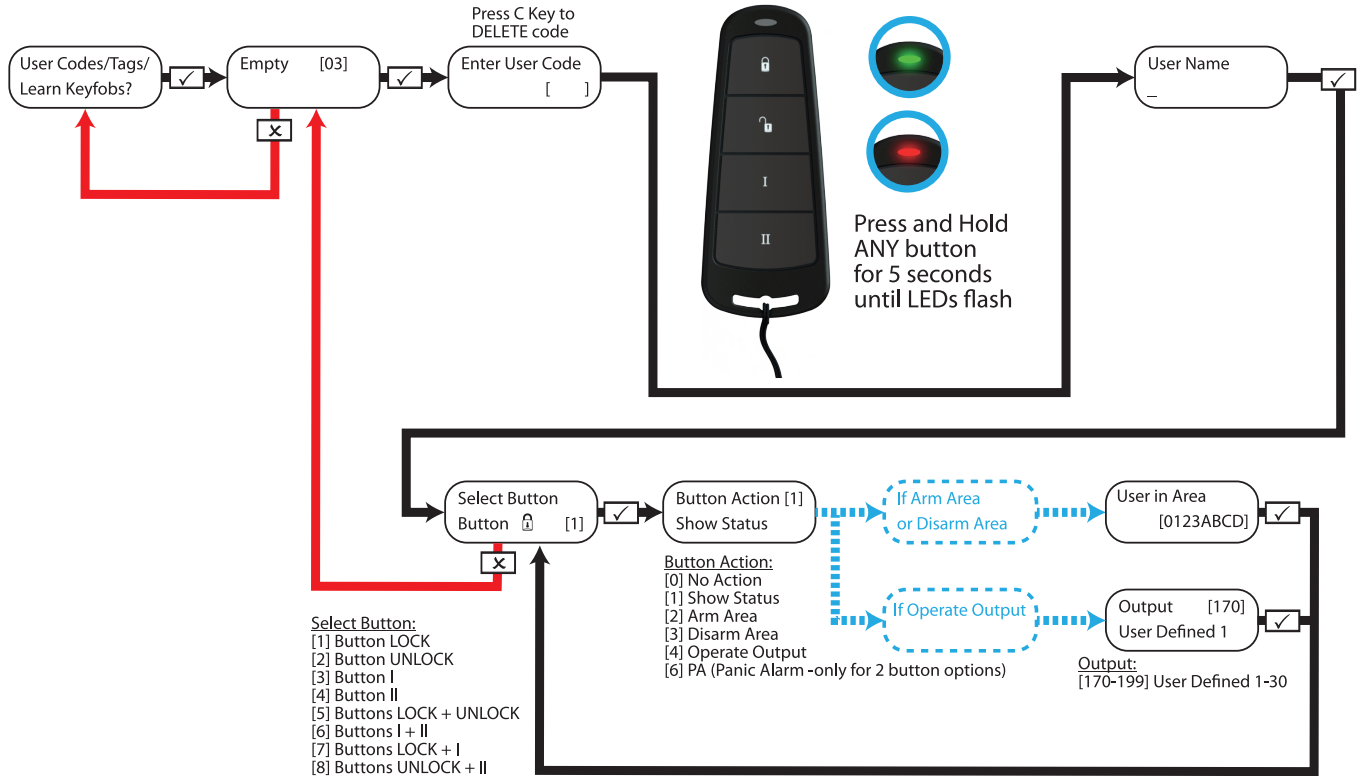 Press C Key to
DELETE code
User Codes/Tags/
Learn Keyfobs?
Empty [03]
Enter User Code
[ ]
User Name
_
I
II
Press and Hold
ANY button
for 5 seconds
until LEDs flash
Select Button
Button [1]
Button Action [1]
Show Status
If Arm Area
or Disarm Area
User in Area
[0123ABCD]
If Operate Output
Output [170]
User Defined 1
Button Action:
[0] No Action
[1] Show Status
[2] Arm Area
[3] Disarm Area
[4] Operate Output
[6] PA (Panic Alarm -only for 2 button options)
Output:
[170-199] User Defined 1-30
Select Button:
[1] Button LOCK
[2] Button UNLOCK
[3] Button I
[4] Button II
[5] Buttons LOCK + UNLOCK
[6] Buttons I + II
[7] Buttons LOCK + I
[8] Buttons UNLOCK + II